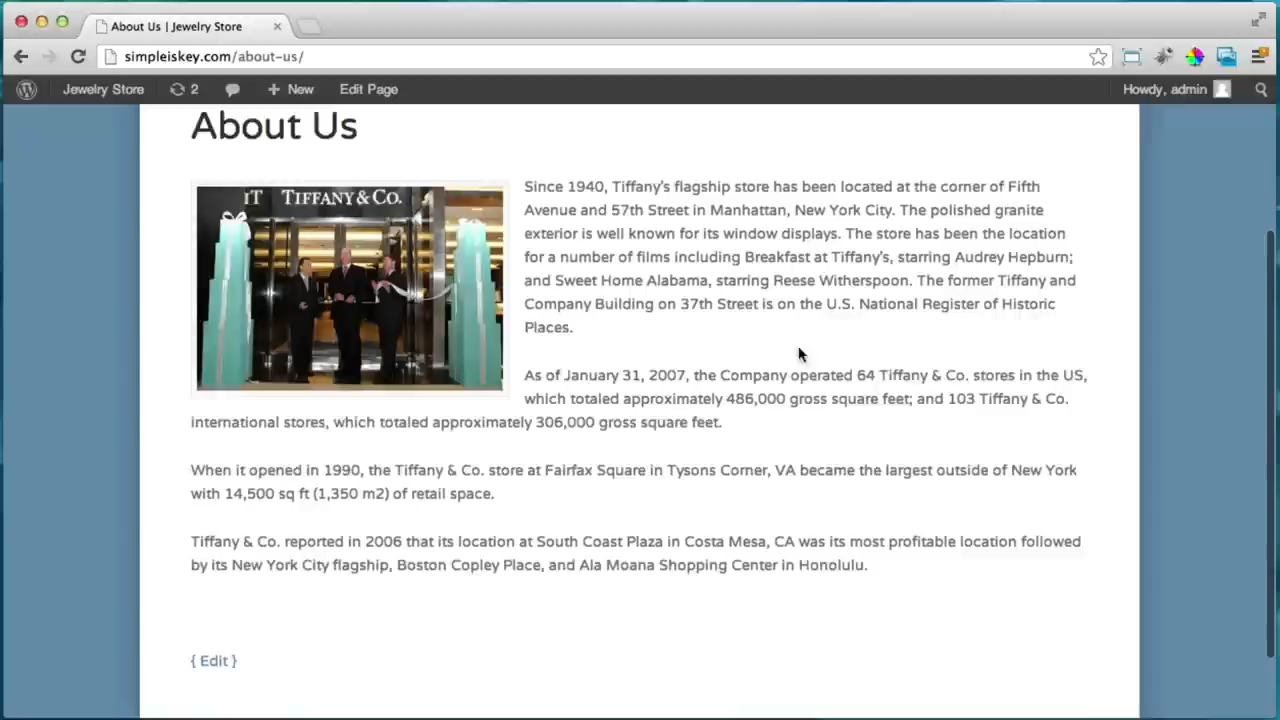 About Us | Jewelry Store
simpleiskey.com/about-us/
Jewelry Store 2 New Edit Page Howdy, admin
About Us
IT TIFFANY & CO.
Since 1940, Tiffany's flagship store has been located at the corner of Fifth
Avenue and 57th Street in Manhattan, New York City. The polished granite
exterior is well known for its window displays. The store has been the location
for a number of films including Breakfast at Tiffany's, starring Audrey Hepburn;
and Sweet Home Alabama, starring Reese Witherspoon. The former Tiffany and
Company Building on 37th Street is on the U.S. National Register of Historic
Places.
As of January 31, 2007, the Company operated 64 Tiffany & Co. stores in the US,
which totaled approximately 486,000 gross square feet; and 103 Tiffany & Co.
international stores, which totaled approximately 306,000 gross square feet.
When it opened in 1990, the Tiffany & Co. store at Fairfax Square in Tysons Corner, VA became the largest outside of New York
with 14,500 sq ft (1,350 m2) of retail space.
Tiffany & Co. reported in 2006 that its location at South Coast Plaza in Costa Mesa, CA was its most profitable location followed
by its New York City flagship, Boston Copley Place, and Ala Moana Shopping Center in Honolulu.
{ Edit }